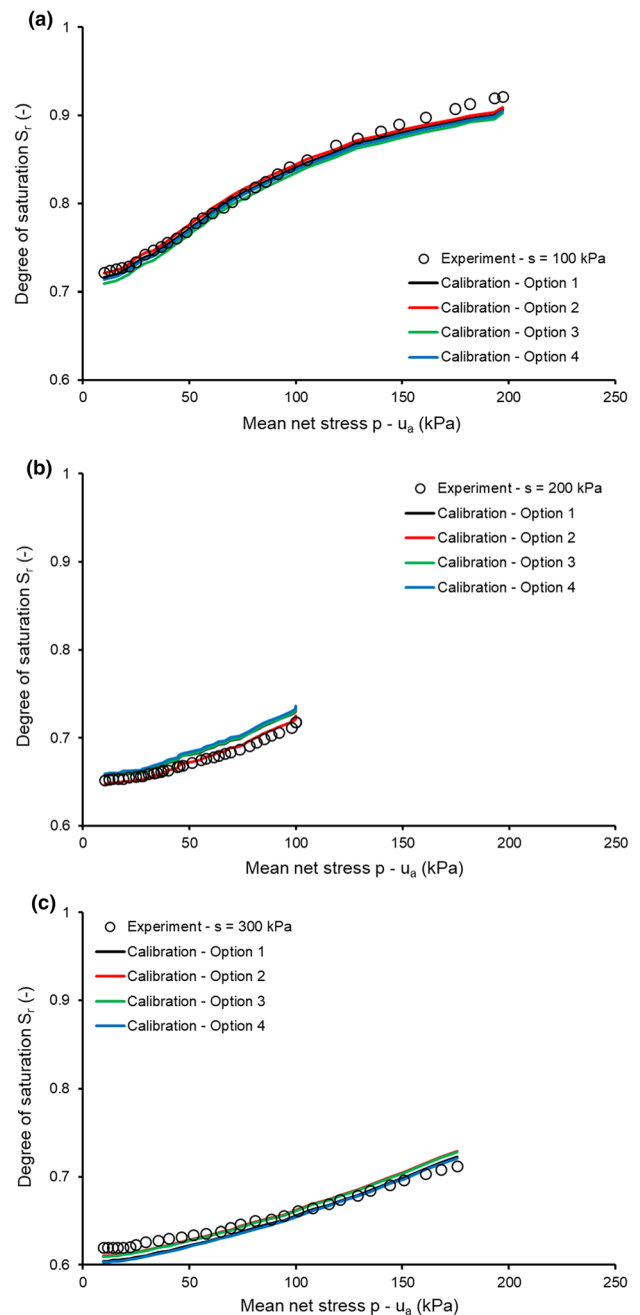 (a)
1
0.9
0.8
0.7
0.6
Degree of saturation Sᵣ (-)
Experiment - s = 100 kPa
Calibration - Option 1
Calibration - Option 2
Calibration - Option 3
Calibration - Option 4
0 50 100 150 200 250
Mean net stress p - uₐ (kPa)
(b)
1
0.9
0.8
0.7
0.6
Degree of saturation Sᵣ (-)
Experiment - s = 200 kPa
Calibration - Option 1
Calibration - Option 2
Calibration - Option 3
Calibration - Option 4
0 50 100 150 200 250
Mean net stress p - uₐ (kPa)
(c)
1
0.9
0.8
0.7
0.6
Degree of saturation Sᵣ (-)
Experiment - s = 300 kPa
Calibration - Option 1
Calibration - Option 2
Calibration - Option 3
Calibration - Option 4
0 50 100 150 200 250
Mean net stress p - uₐ (kPa)